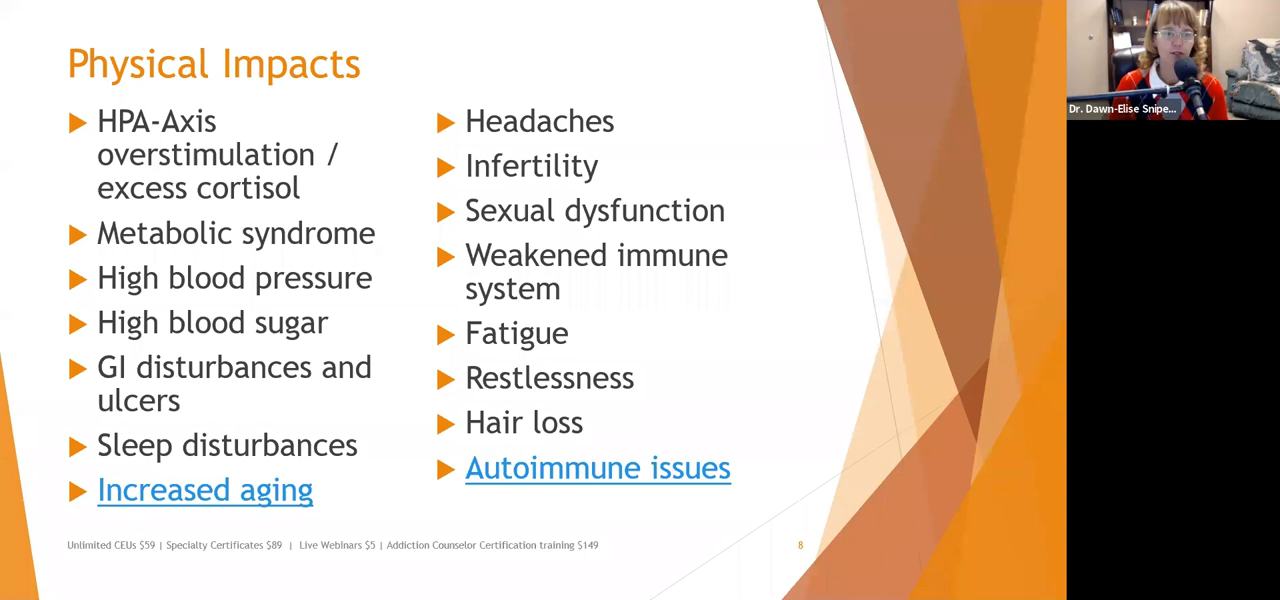 Physical Impacts
HPA-Axis
overstimulation /
excess cortisol
Metabolic syndrome
High blood pressure
High blood sugar
GI disturbances and
ulcers
Sleep disturbances
Increased aging
Headaches
Infertility
Sexual dysfunction
Weakened immune
system
Fatigue
Restlessness
Hair loss
Autoimmune issues
Unlimited CEUs $59 | Specialty Certificates $89 | Live Webinars $5 | Addiction Counselor Certification training $149
8
Dr. Dawn-Elise Snipe...